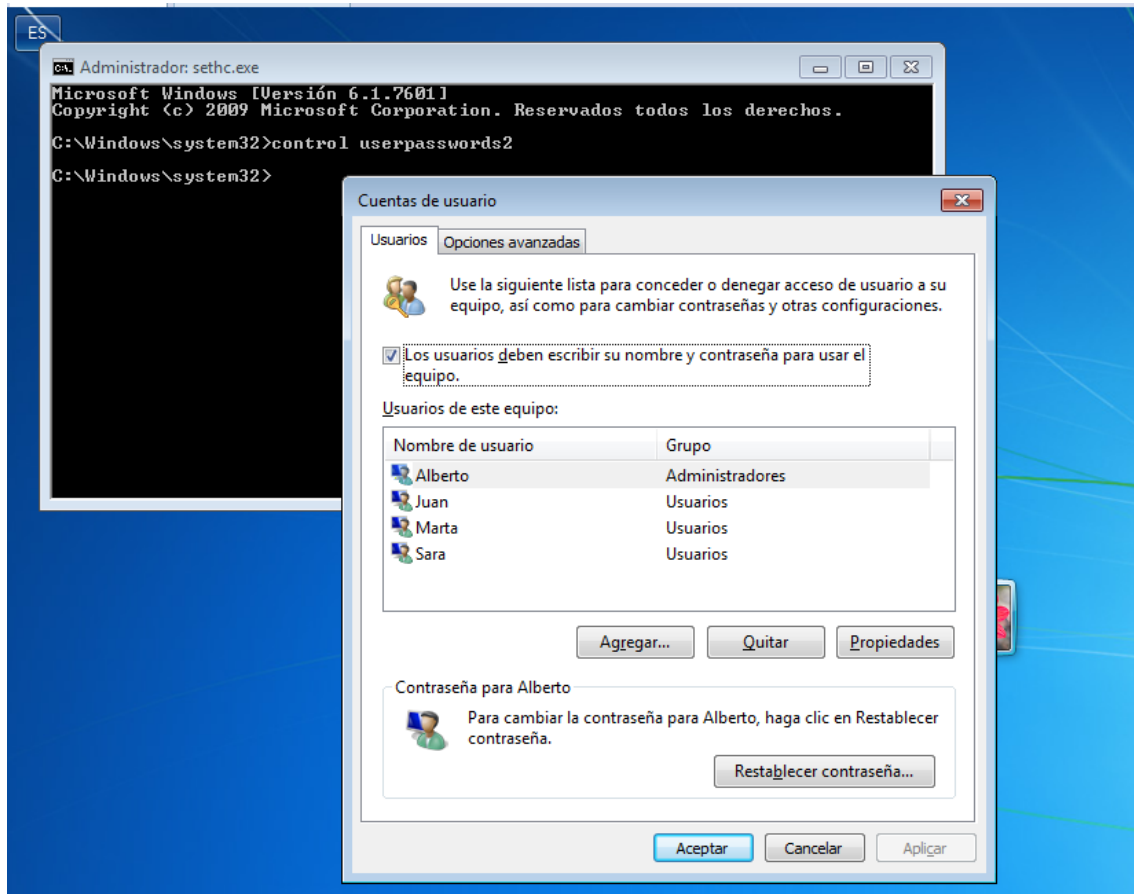 ES
Administrador: sethc.exe
Microsoft Windows [Versión 6.1.7601]
Copyright (c) 2009 Microsoft Corporation. Reservados todos los derechos.
C:\Windows\system32>control userpasswords2
C:\Windows\system32>
Cuentas de usuario
Usuarios
Opciones avanzadas
Use la siguiente lista para conceder o denegar acceso de usuario a su
equipo, así como para cambiar contraseñas y otras configuraciones.
Los usuarios deben escribir su nombre y contraseña para usar el
equipo.
Usuarios de este equipo:
Nombre de usuario Grupo
Alberto Administradores
Juan Usuarios
Marta Usuarios
Sara Usuarios
Agregar... Quitar Propiedades
Contraseña para Alberto
Para cambiar la contraseña para Alberto, haga clic en Restablecer
contraseña.
Restablecer contraseña...
Aceptar Cancelar Aplicar